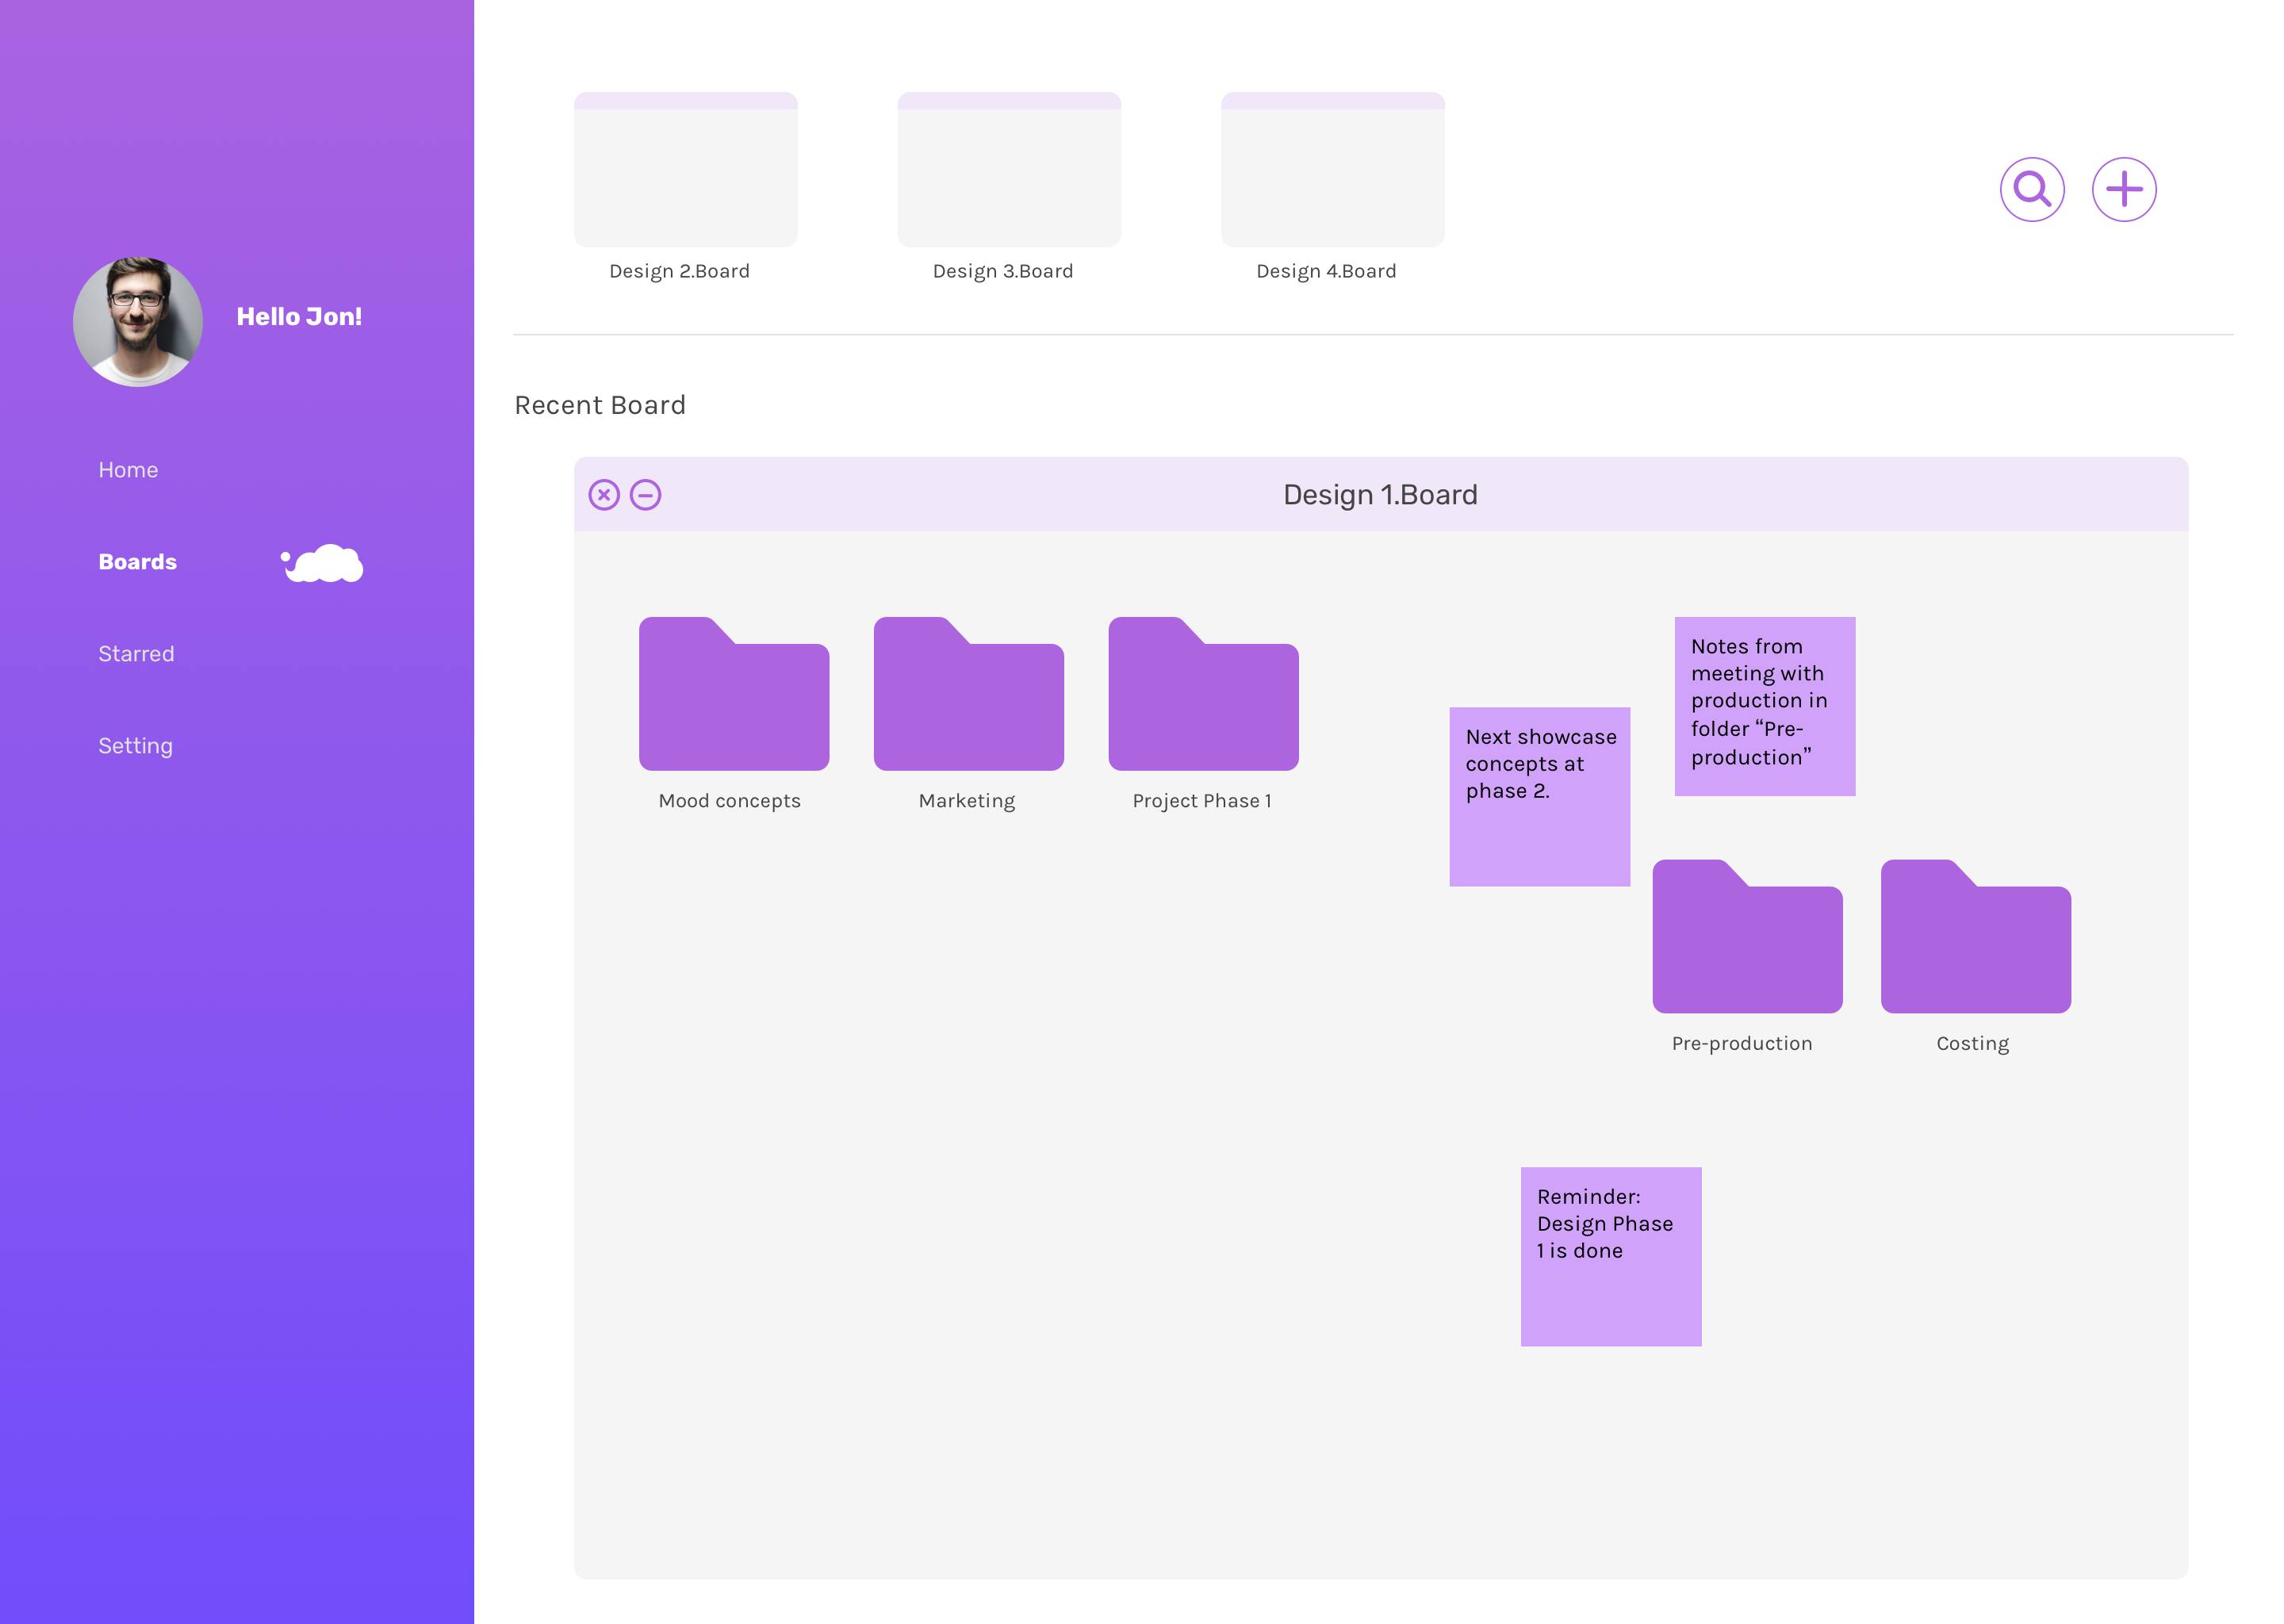 Hello Jon!
Home
Boards
Starred
Setting
Design 2.Board
Design 3.Board
Design 4.Board
Recent Board
Design 1.Board
Mood concepts
Marketing
Project Phase 1
Next showcase
concepts at
phase 2.
Notes from
meeting with
production in
folder “Pre-
production”
Pre-production
Costing
Reminder:
Design Phase
1 is done